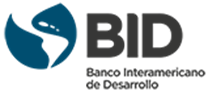 BID
Banco Interamericano
de Desarrollo